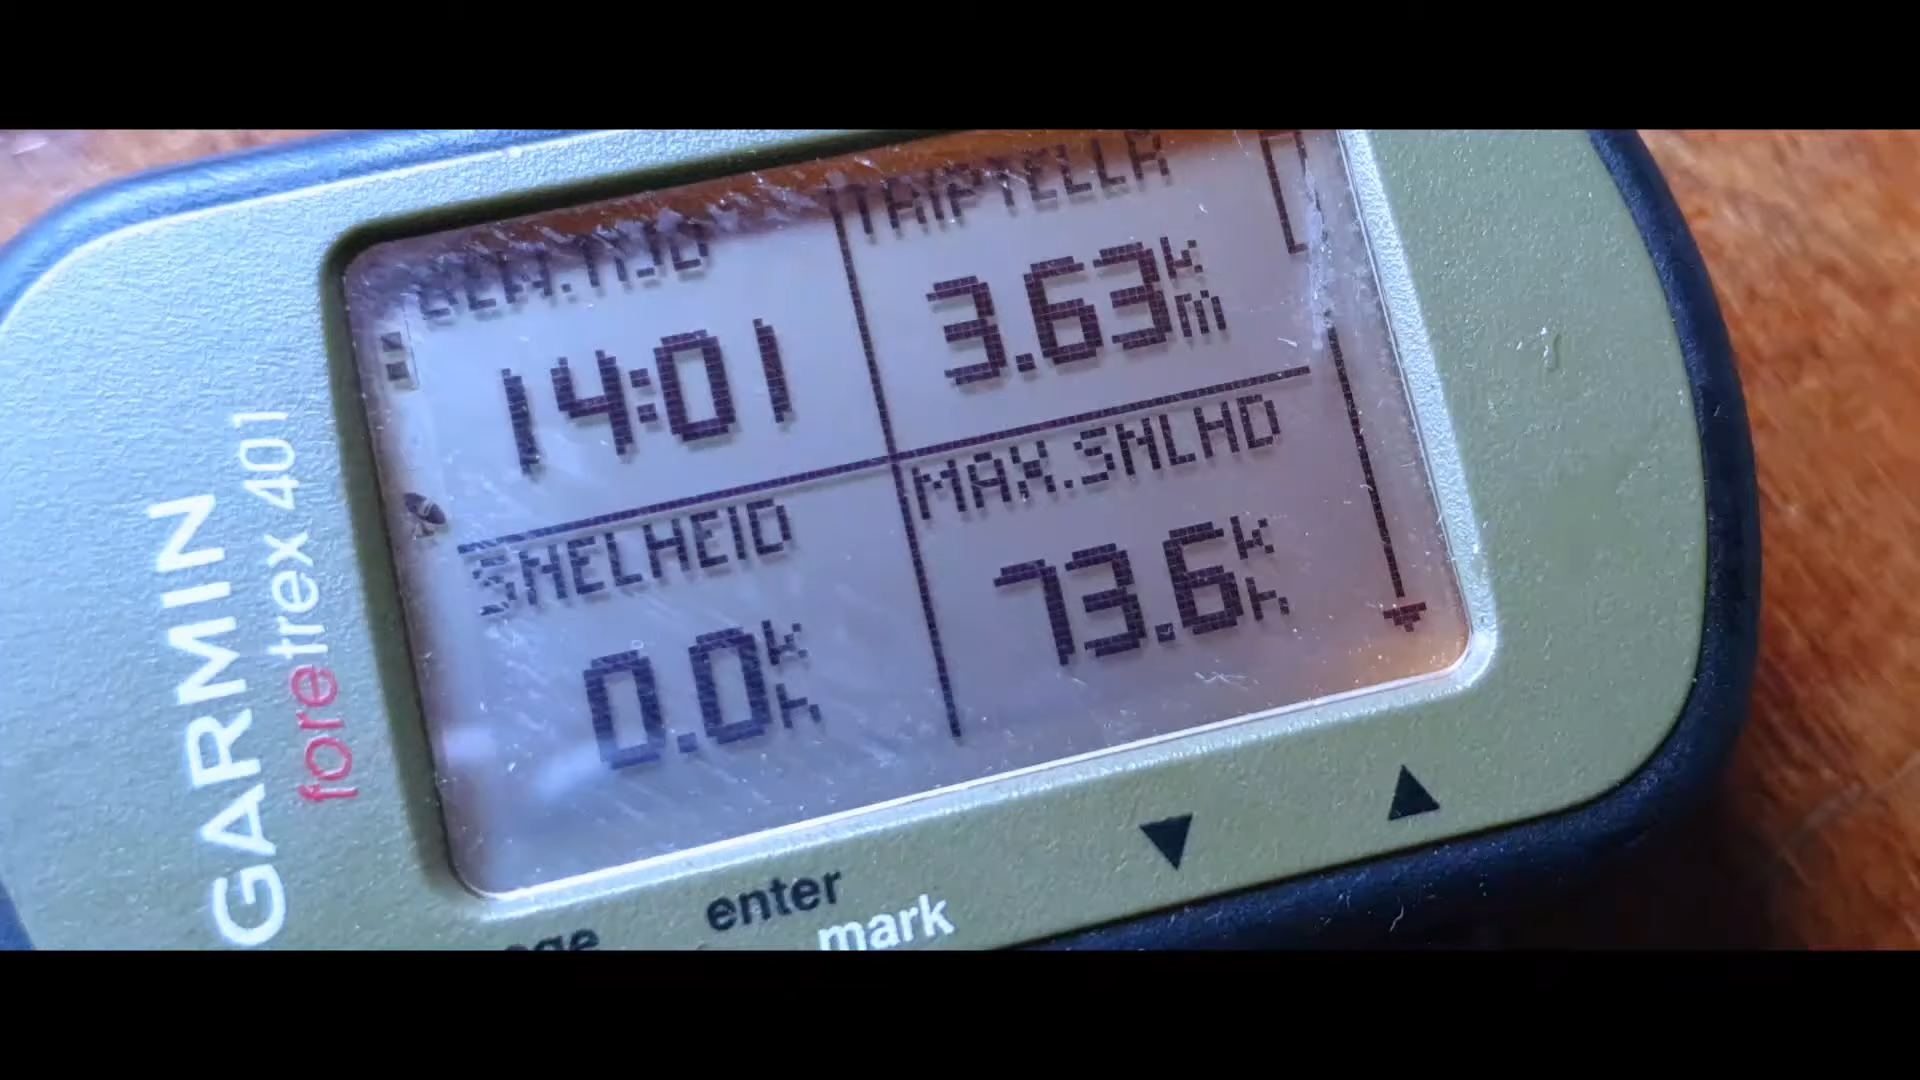 TRIPTELLR
14:01
3.63 km
SNELHEID
MAX.SNLHD
0.0 kh
73.6 kh
GARMIN
foretrex 401
enter
mark